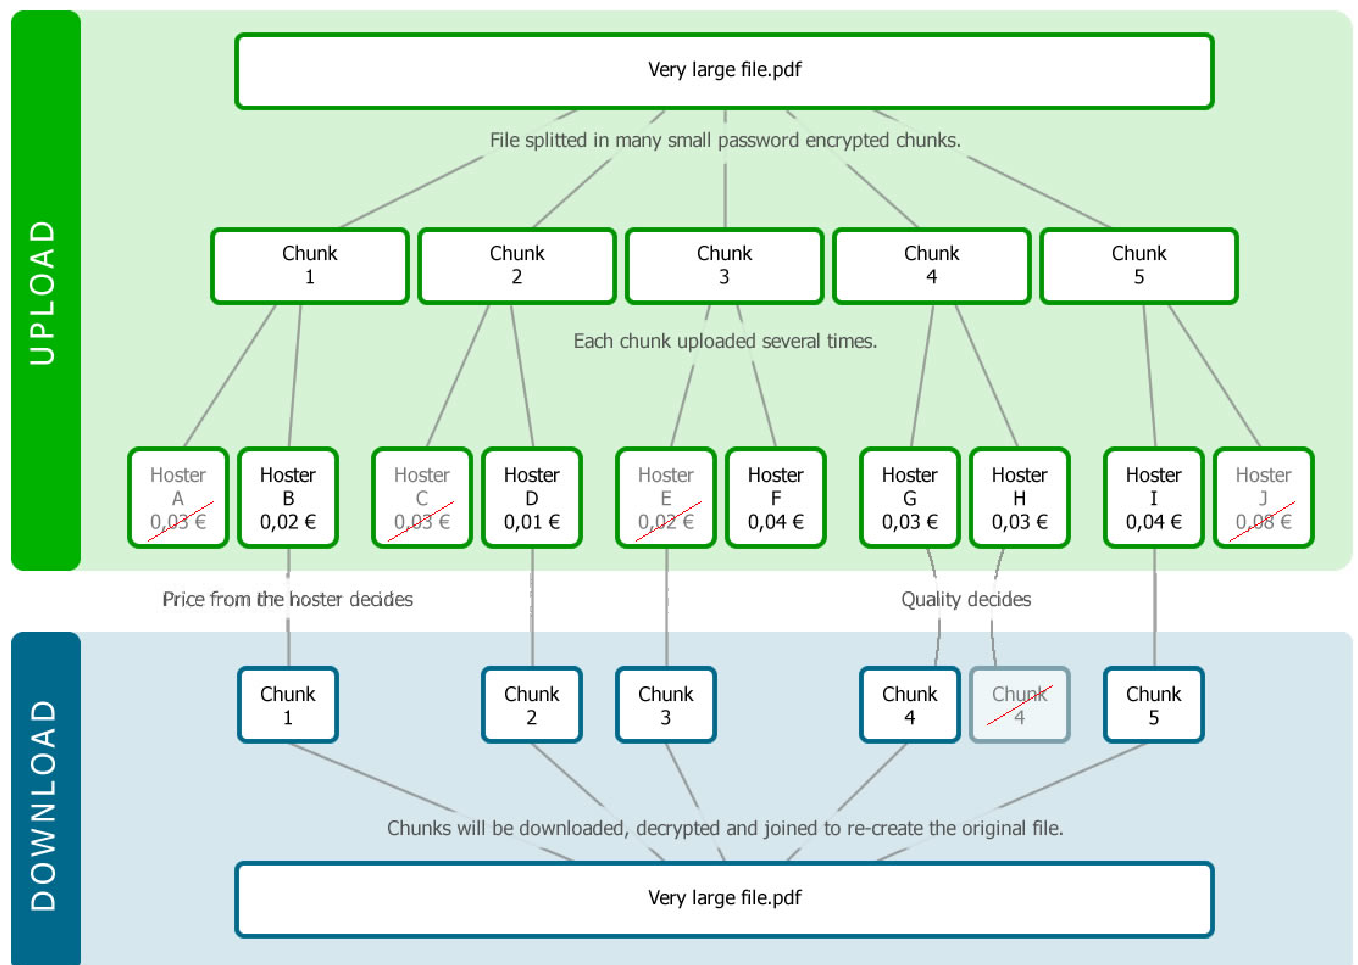 UPLOAD
Very large file.pdf
File splitted in many small password encrypted chunks.
Chunk
1
Chunk
2
Chunk
3
Chunk
4
Chunk
5
Each chunk uploaded several times.
Hoster
A
0,03 €
Hoster
B
0,02 €
Hoster
C
0,03 €
Hoster
D
0,01 €
Hoster
E
0,02 €
Hoster
F
0,04 €
Hoster
G
0,03 €
Hoster
H
0,03 €
Hoster
I
0,04 €
Hoster
J
0,08 €
Price from the hoster decides
Quality decides
DOWNLOAD
Chunk
1
Chunk
2
Chunk
3
Chunk
4
Chunk
4
Chunk
5
Chunks will be downloaded, decrypted and joined to re-create the original file.
Very large file.pdf